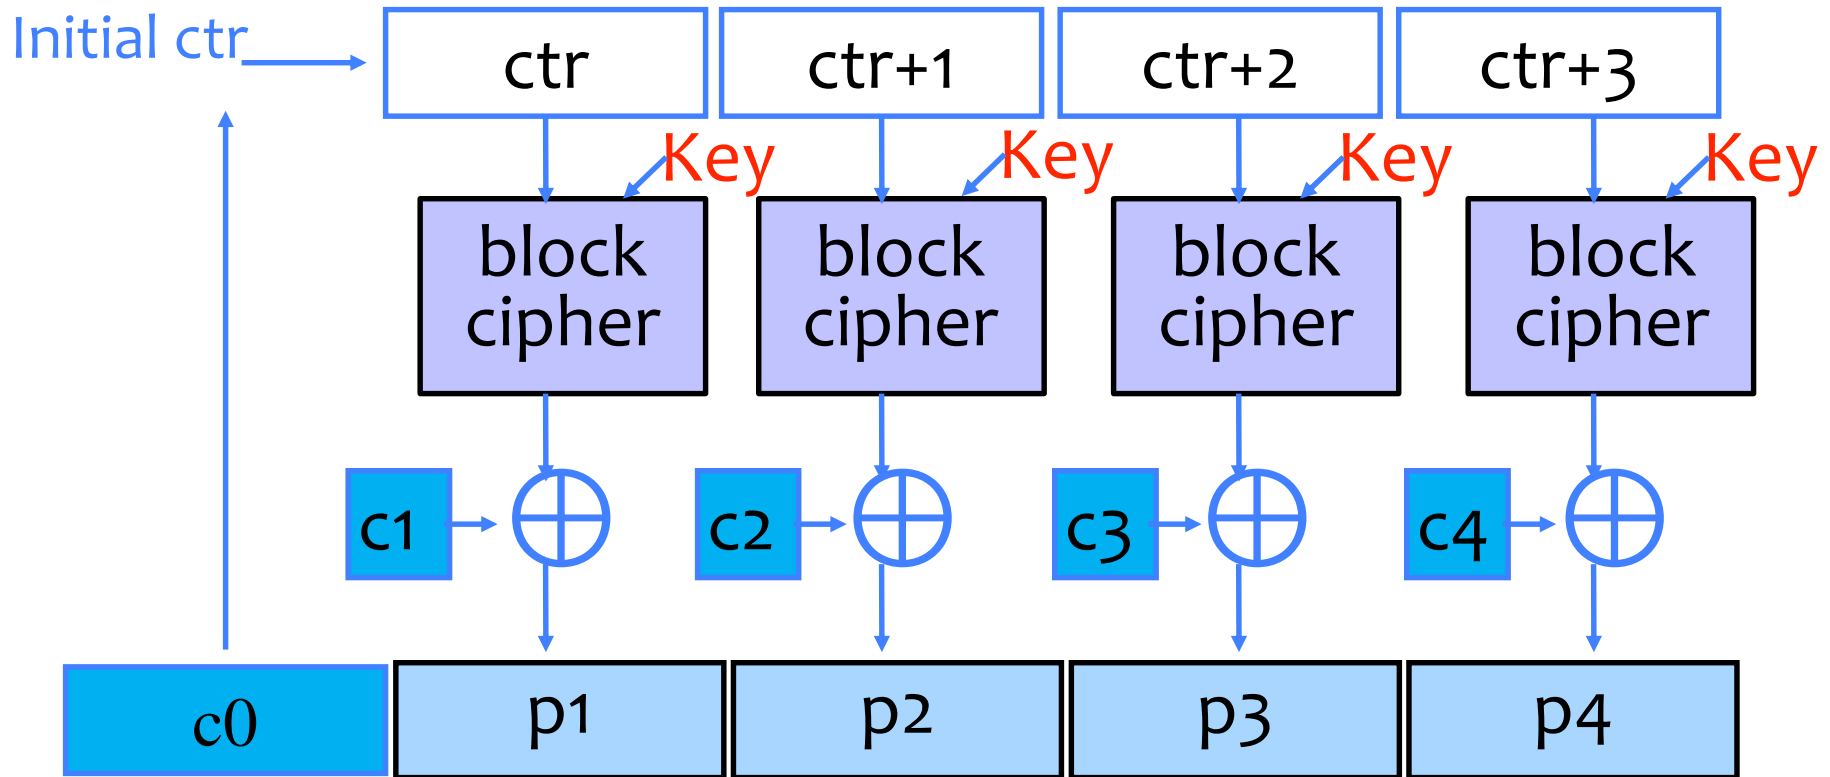 Initial ctr
ctr
ctr+1
ctr+2
ctr+3
Key
Key
Key
Key
block
cipher
block
cipher
block
cipher
block
cipher
c1
c2
c3
c4
c0
p1
p2
p3
p4